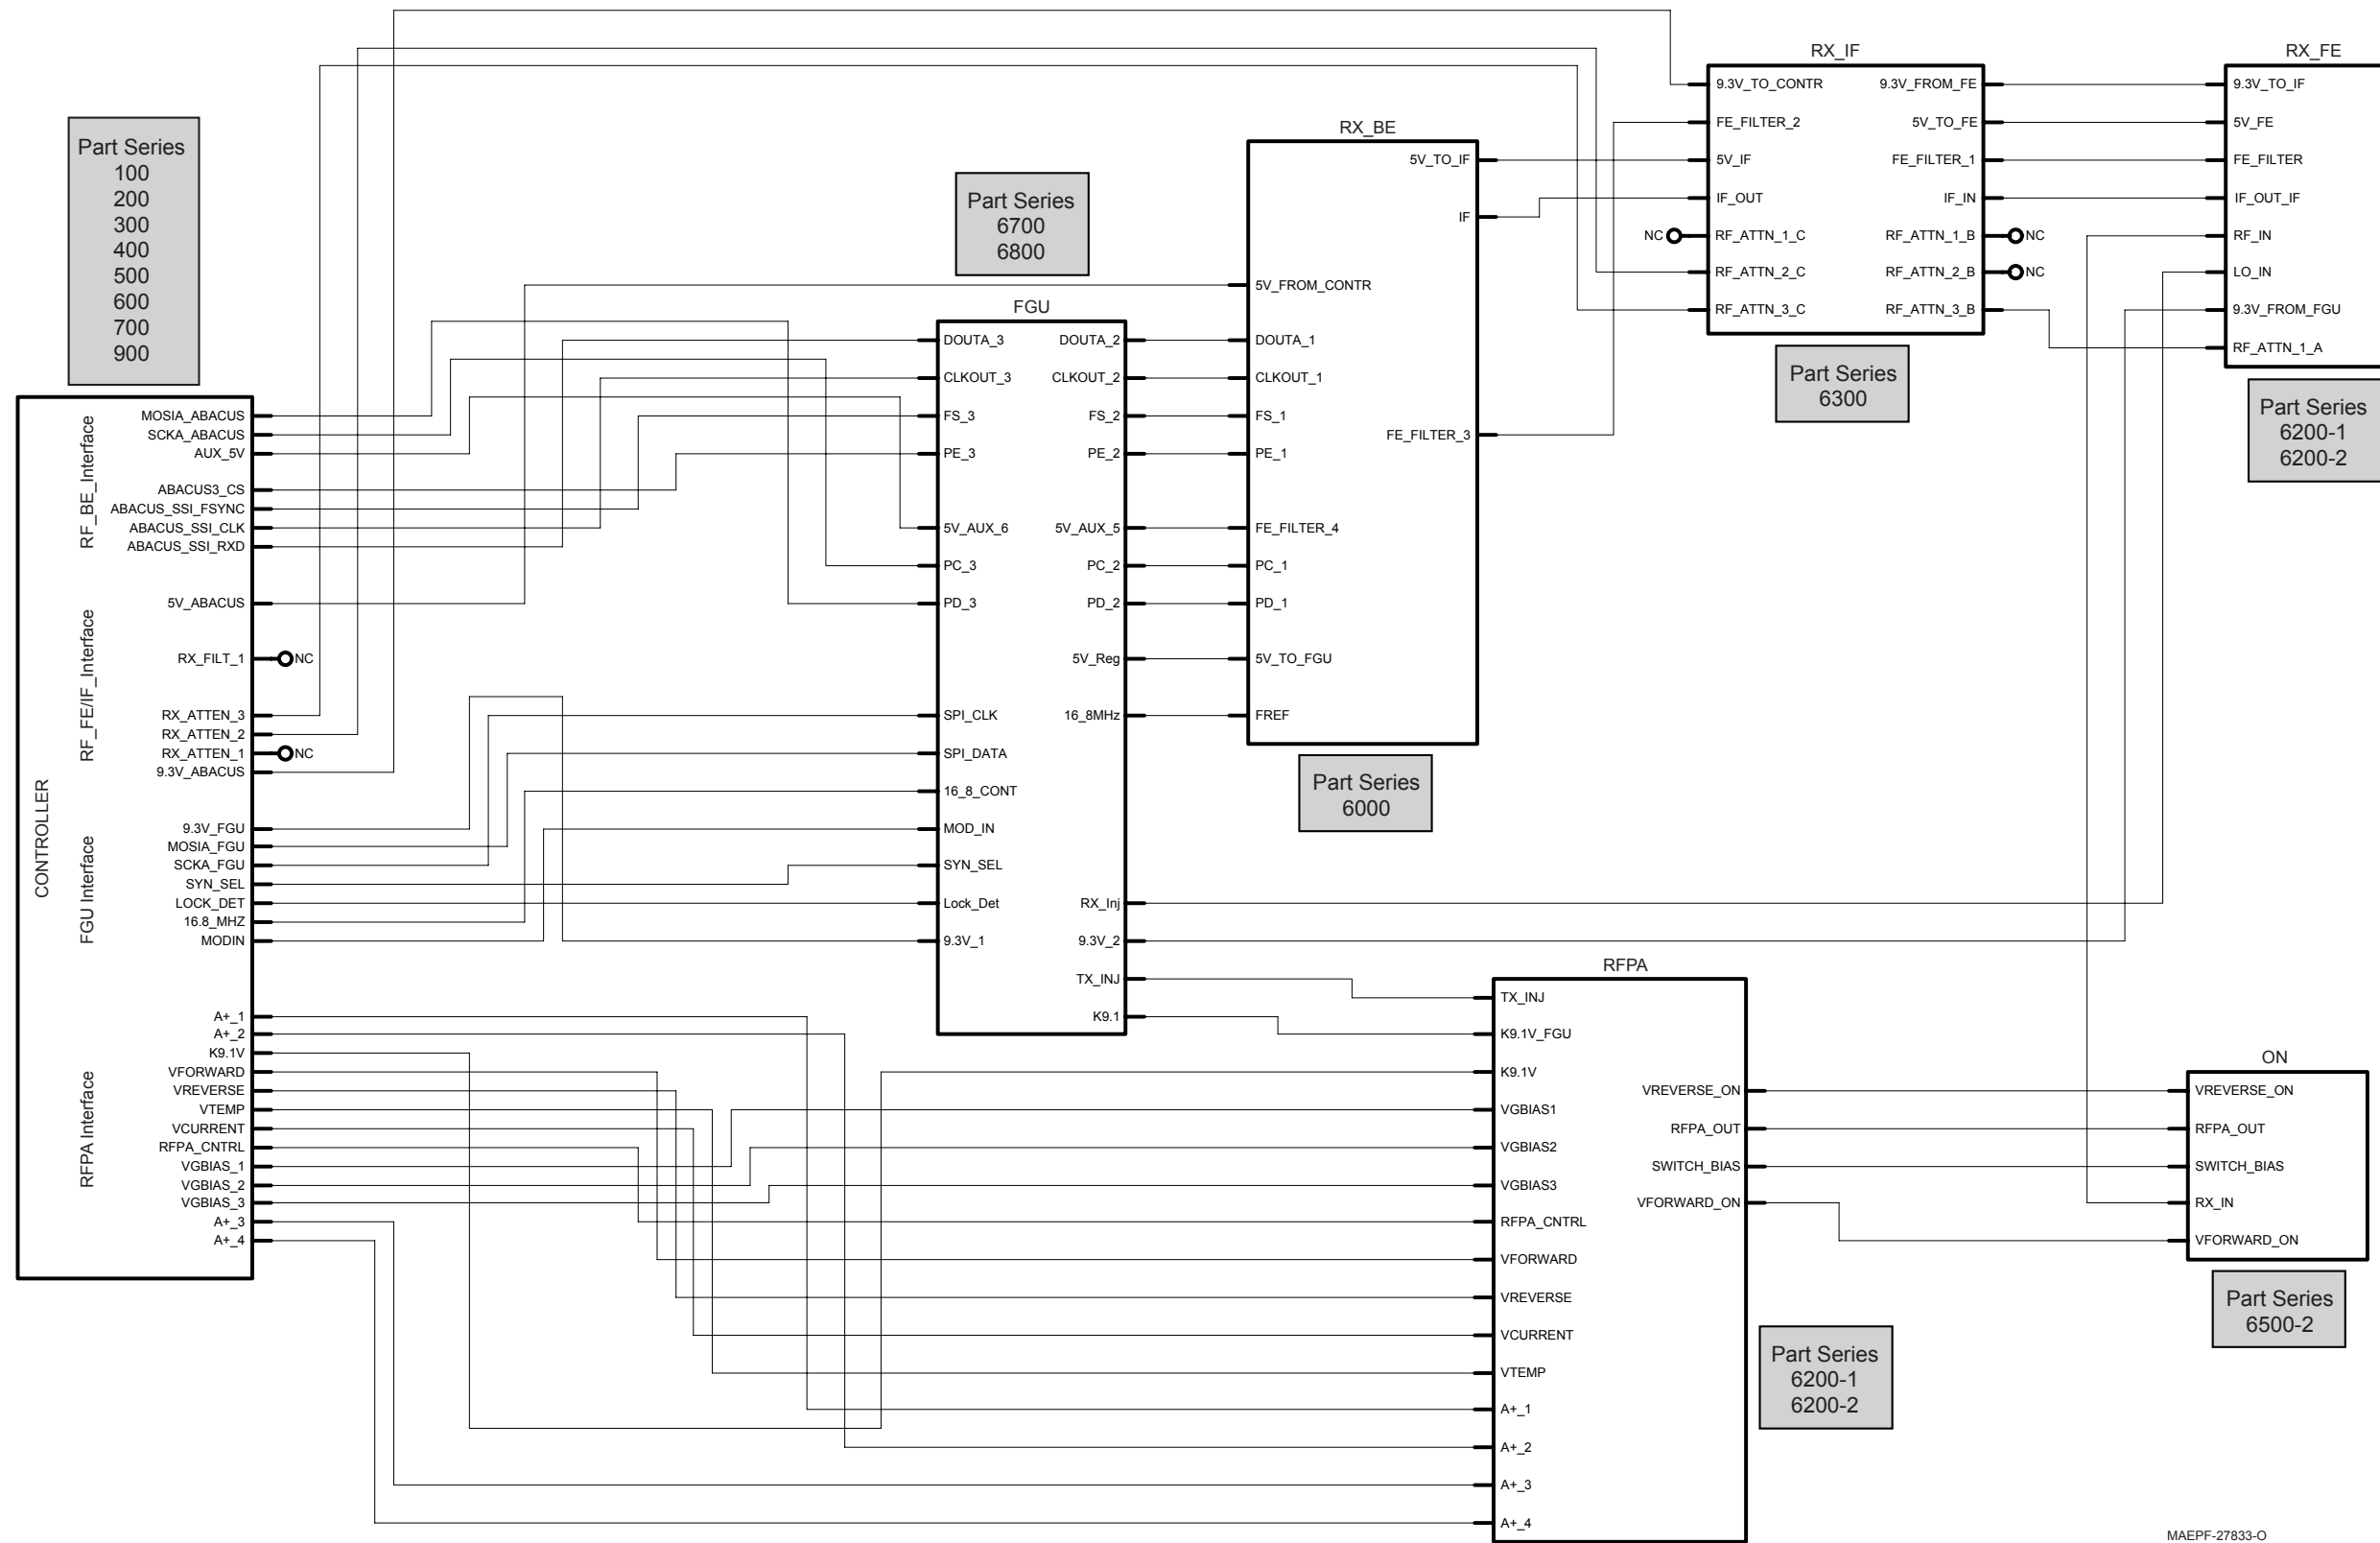 Part Series
100
200
300
400
500
600
700
900
CONTROLLER
RF_BE_Interface
MOSIA_ABACUS
SCKA_ABACUS
AUX_5V
ABACUS3_CS
ABACUS_SSI_FSYNC
ABACUS_SSI_CLK
ABACUS_SSI_RXD
5V_ABACUS
RF_FE/IF_Interface
RX_FILT_1
NC
RX_ATTEN_3
RX_ATTEN_2
RX_ATTEN_1
NC
9.3V_ABACUS
FGU Interface
9.3V_FGU
MOSIA_FGU
SCKA_FGU
SYN_SEL
LOCK_DET
16.8_MHZ
MODIN
RFPA Interface
A+_1
A+_2
K9.1V
VFORWARD
VREVERSE
VTEMP
VCURRENT
RFPA_CNTRL
VGBIAS_1
VGBIAS_2
VGBIAS_3
A+_3
A+_4
Part Series
6700
6800
FGU
DOUTA_3
CLKOUT_3
FS_3
PE_3
5V_AUX_6
PC_3
PD_3
SPI_CLK
SPI_DATA
16_8_CONT
MOD_IN
SYN_SEL
Lock_Det
9.3V_1
DOUTA_2
CLKOUT_2
FS_2
PE_2
5V_AUX_5
PC_2
PD_2
5V_Reg
16_8MHz
RX_Inj
9.3V_2
TX_INJ
K9.1
RX_BE
5V_TO_IF
IF
5V_FROM_CONTR
DOUTA_1
CLKOUT_1
FS_1
PE_1
FE_FILTER_3
FE_FILTER_4
PC_1
PD_1
5V_TO_FGU
FREF
Part Series
6000
RX_IF
9.3V_TO_CONTR
FE_FILTER_2
5V_IF
IF_OUT
NC
RF_ATTN_1_C
RF_ATTN_2_C
RF_ATTN_3_C
9.3V_FROM_FE
5V_TO_FE
FE_FILTER_1
IF_IN
RF_ATTN_1_B
NC
RF_ATTN_2_B
NC
RF_ATTN_3_B
Part Series
6300
RX_FE
9.3V_TO_IF
5V_FE
FE_FILTER
IF_OUT_IF
RF_IN
LO_IN
9.3V_FROM_FGU
RF_ATTN_1_A
Part Series
6200-1
6200-2
RFPA
TX_INJ
K9.1V_FGU
K9.1V
VGBIAS1
VGBIAS2
VGBIAS3
RFPA_CNTRL
VFORWARD
VREVERSE
VCURRENT
VTEMP
A+_1
A+_2
A+_3
A+_4
VREVERSE_ON
RFPA_OUT
SWITCH_BIAS
VFORWARD_ON
Part Series
6200-1
6200-2
ON
VREVERSE_ON
RFPA_OUT
SWITCH_BIAS
RX_IN
VFORWARD_ON
Part Series
6500-2
MAEPF-27833-O